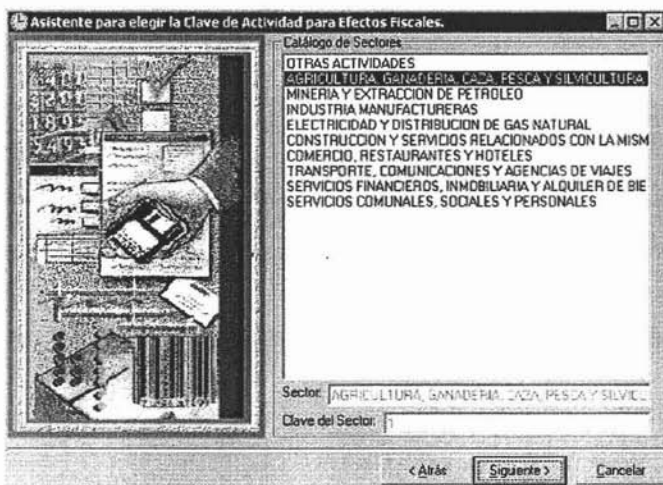 Asistente para elegir la Clave de Actividad para Efectos Fiscales.
Catálogo de Sectores
OTRAS ACTIVIDADES
AGRICULTURA, GANADERIA, CAZA, PESCA Y SILVICULTURA
MINERIA Y EXTRACCION DE PETROLEO
INDUSTRIA MANUFACTURERAS
ELECTRICIDAD Y DISTRIBUCION DE GAS NATURAL
CONSTRUCCION Y SERVICIOS RELACIONADOS CON LA MISM
COMERCIO, RESTAURANTES Y HOTELES
TRANSPORTE, COMUNICACIONES Y AGENCIAS DE VIAJES
SERVICIOS FINANCIEROS, INMOBILIARIA Y ALQUILER DE BIE
SERVICIOS COMUNALES, SOCIALES Y PERSONALES
Sector: AGRICULTURA, GANADERIA, CAZA, PESCA Y SILVIC
Clave del Sector: 1
< Atrás Siguiente > Cancelar